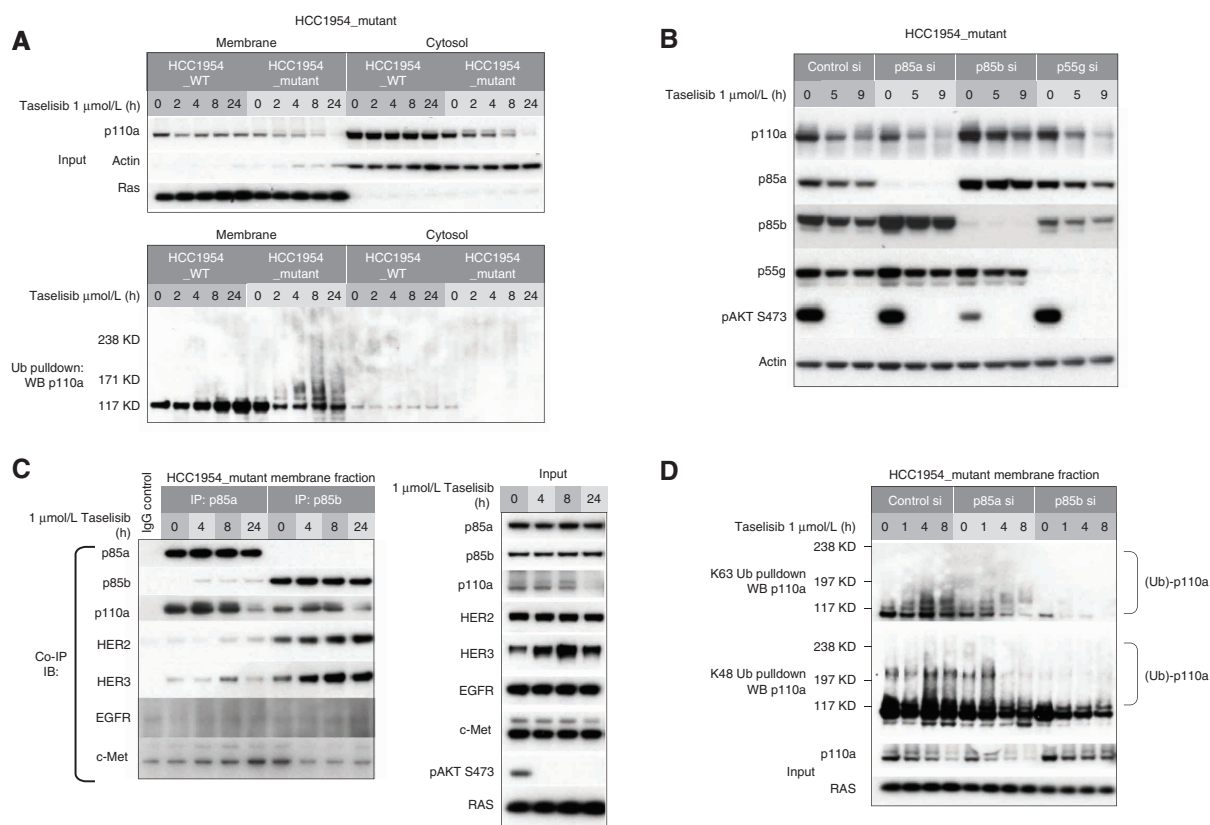 A
HCC1954_mutant
Membrane Cytosol
HCC1954 _WT HCC1954 _mutant HCC1954 _WT HCC1954 _mutant
Taselisib 1 μmol/L (h) 0 2 4 8 24 0 2 4 8 24 0 2 4 8 24 0 2 4 8 24
p110a
Input Actin
Ras
Membrane Cytosol
HCC1954 _WT HCC1954 _mutant HCC1954 _WT HCC1954 _mutant
Taselisib μmol/L (h) 0 2 4 8 24 0 2 4 8 24 0 2 4 8 24 0 2 4 8 24
238 KD
Ub pulldown:
WB p110a
171 KD
117 KD
B
HCC1954_mutant
Control si p85a si p85b si p55g si
Taselisib 1 μmol/L (h) 0 5 9 0 5 9 0 5 9 0 5 9
p110a
p85a
p85b
p55g
pAKT S473
Actin
C
IgG control
HCC1954_mutant membrane fraction
IP: p85a IP: p85b
1 μmol/L Taselisib
(h)
0 4 8 24 0 4 8 24
p85a
p85b
p110a
HER2
Co-IP
IB:
HER3
EGFR
c-Met
Input
1 μmol/L Taselisib
(h)
0 4 8 24
p85a
p85b
p110a
HER2
HER3
EGFR
c-Met
pAKT S473
RAS
D
HCC1954_mutant membrane fraction
Control si p85a si p85b si
Taselisib 1 μmol/L (h) 0 1 4 8 0 1 4 8 0 1 4 8
238 KD
K63 Ub pulldown
WB p110a
197 KD
117 KD
(Ub)-p110a
238 KD
K48 Ub pulldown
WB p110a
197 KD
117 KD
(Ub)-p110a
p110a
Input
RAS